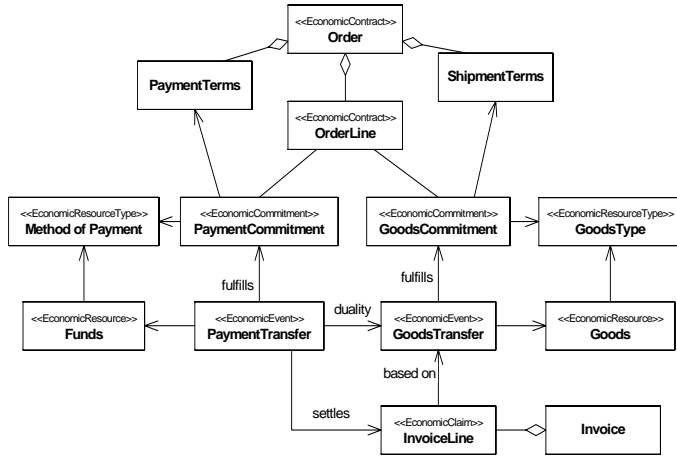 <<EconomicContract>>
Order
PaymentTerms
ShipmentTerms
<<EconomicContract>>
OrderLine
<<EconomicResourceType>>
Method of Payment
<<EconomicCommitment>>
PaymentCommitment
<<EconomicCommitment>>
GoodsCommitment
<<EconomicResourceType>>
GoodsType
fulfills
fulfills
<<EconomicResource>>
Funds
<<EconomicEvent>>
PaymentTransfer
duality
<<EconomicEvent>>
GoodsTransfer
<<EconomicResource>>
Goods
based on
settles
<<EconomicClaim>>
InvoiceLine
Invoice